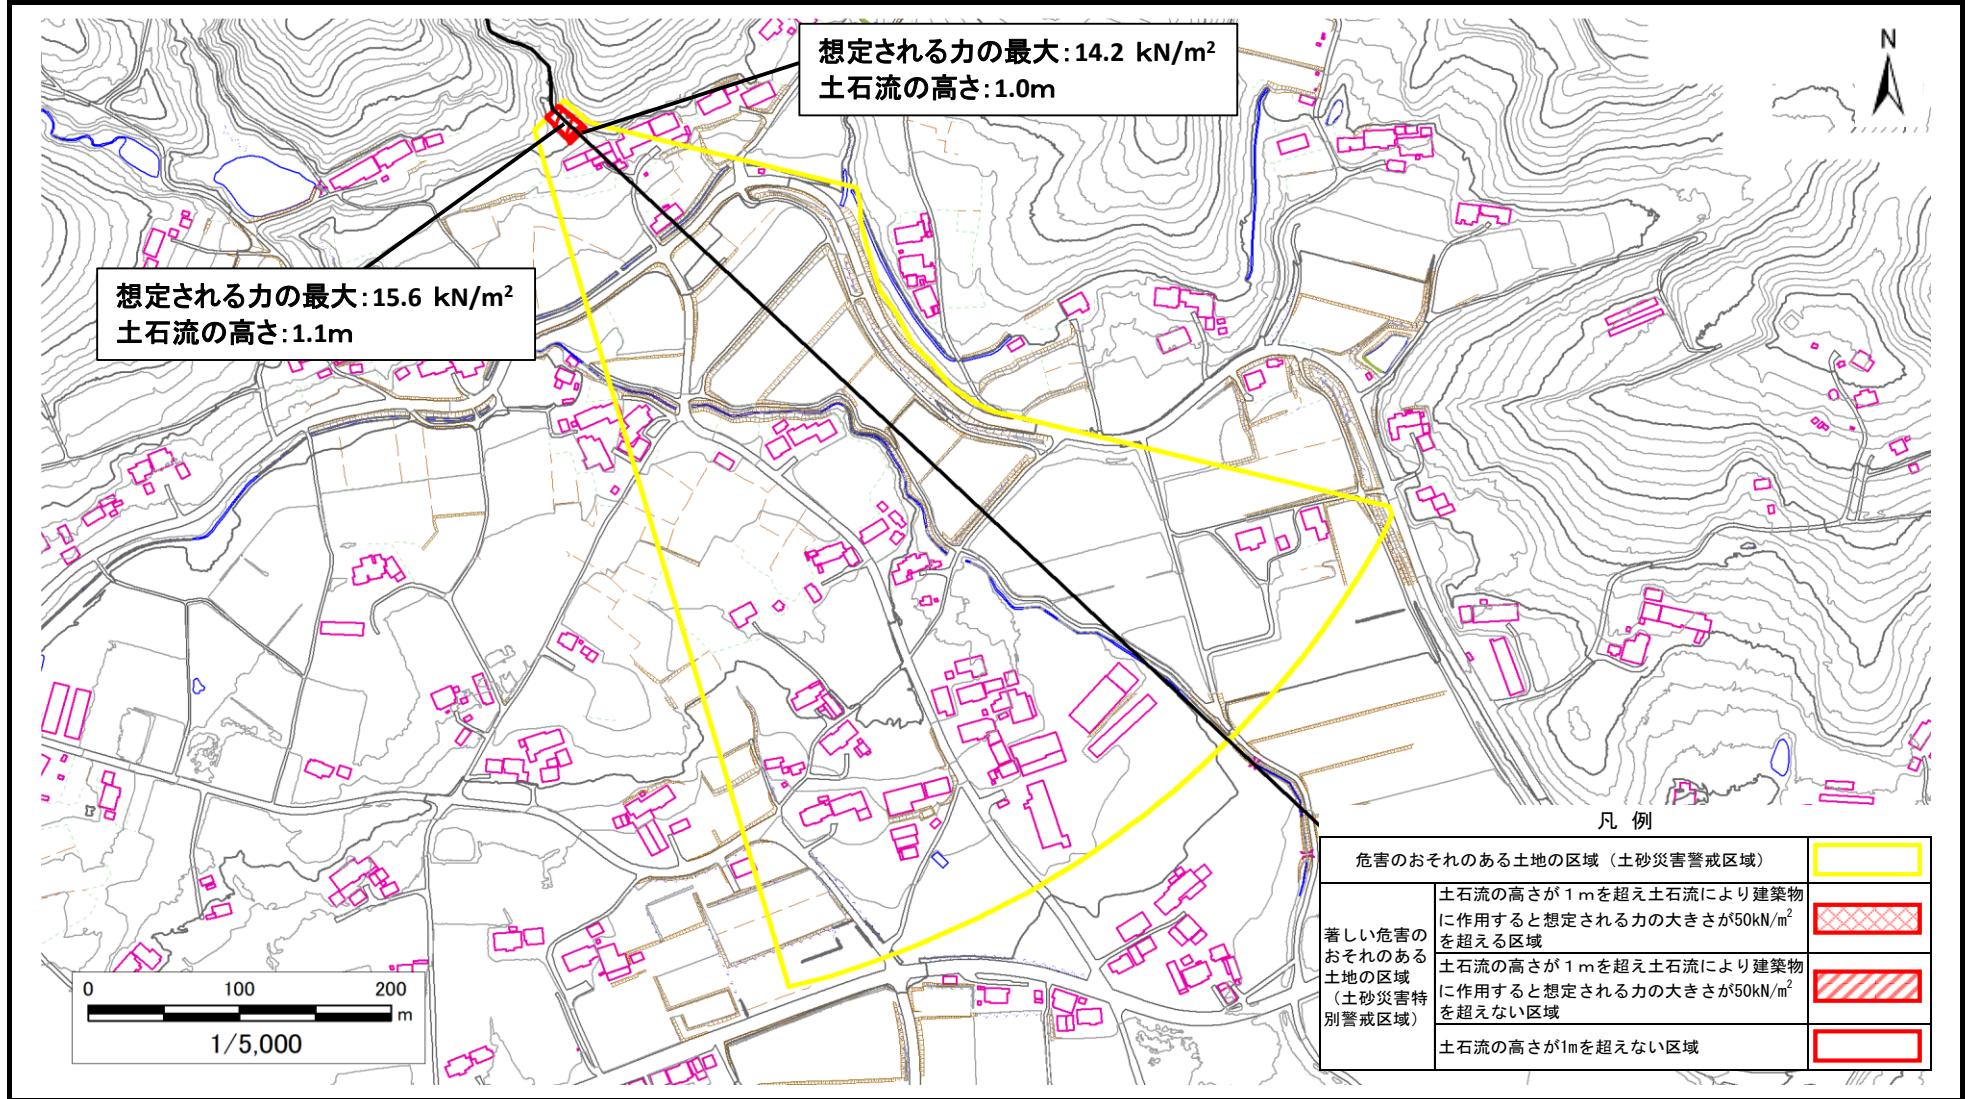 想定される力の最大:14.2 kN/m²
土石流の高さ:1.0m
N
想定される力の最大:15.6 kN/m²
土石流の高さ:1.1m
凡 例
危害のおそれのある土地の区域（土砂災害警戒区域）
著しい危害の
おそれのある
土地の区域
（土砂災害特
別警戒区域）
土石流の高さが１ｍを超え土石流により建築物
に作用すると想定される力の大きさが50kN/㎡
を超える区域
土石流の高さが１ｍを超え土石流により建築物
に作用すると想定される力の大きさが50kN/㎡
を超えない区域
土石流の高さが1mを超えない区域
0 100 200
m
1/5,000